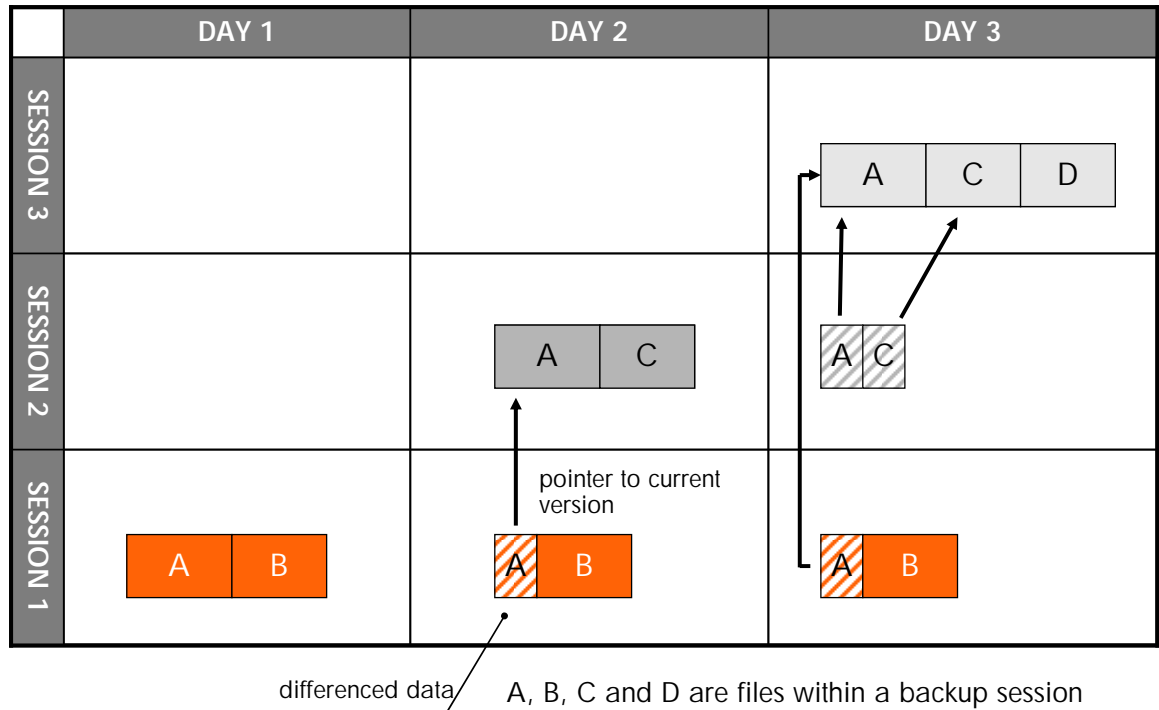 DAY 1
DAY 2
DAY 3
SESSION 3
A
C
D
SESSION 2
A
C
A
C
SESSION 1
pointer to current
version
A
B
A
B
A
B
differenced data
A, B, C and D are files within a backup session